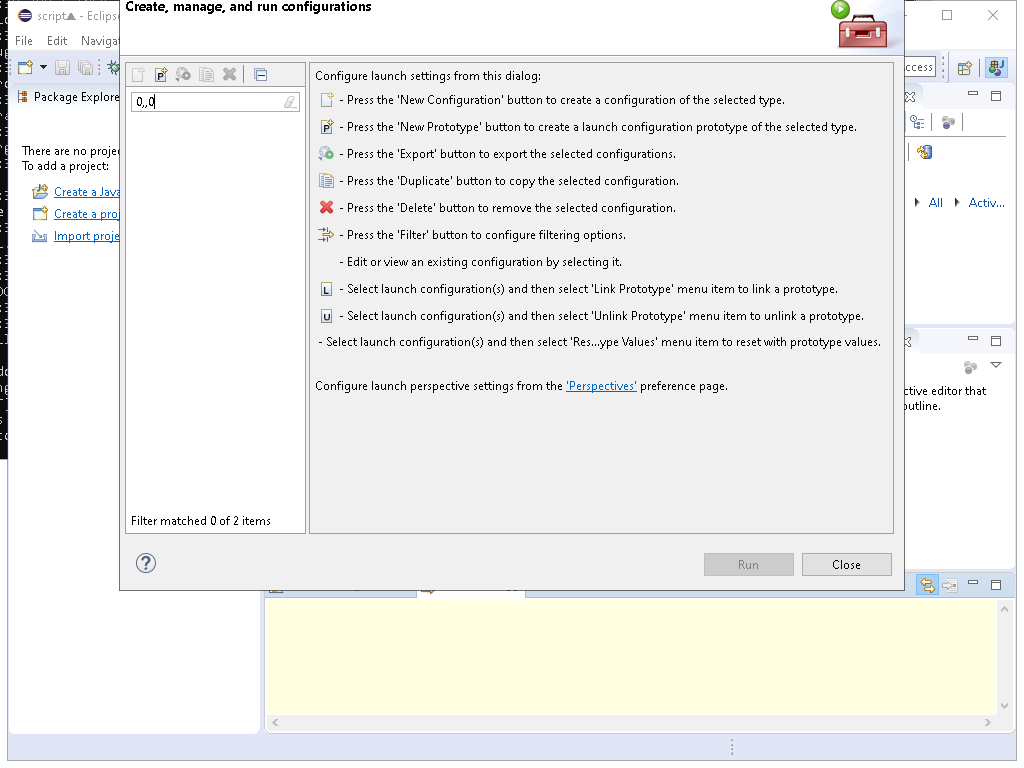 Create, manage, and run configurations
script - Eclipse
File Edit Navigat
ccess
Package Explore
0,,0
There are no projec
To add a project:
Create a Java
Create a proj
Import proje
Configure launch settings from this dialog:
- Press the 'New Configuration' button to create a configuration of the selected type.
P - Press the 'New Prototype' button to create a launch configuration prototype of the selected type.
- Press the 'Export' button to export the selected configurations.
- Press the 'Duplicate' button to copy the selected configuration.
- Press the 'Delete' button to remove the selected configuration.
- Press the 'Filter' button to configure filtering options.
- Edit or view an existing configuration by selecting it.
L - Select launch configuration(s) and then select 'Link Prototype' menu item to link a prototype.
U - Select launch configuration(s) and then select 'Unlink Prototype' menu item to unlink a prototype.
- Select launch configuration(s) and then select 'Res...ype Values' menu item to reset with prototype values.
Configure launch perspective settings from the 'Perspectives' preference page.
All Activ...
ctive editor that
outline.
Filter matched 0 of 2 items
Run
Close